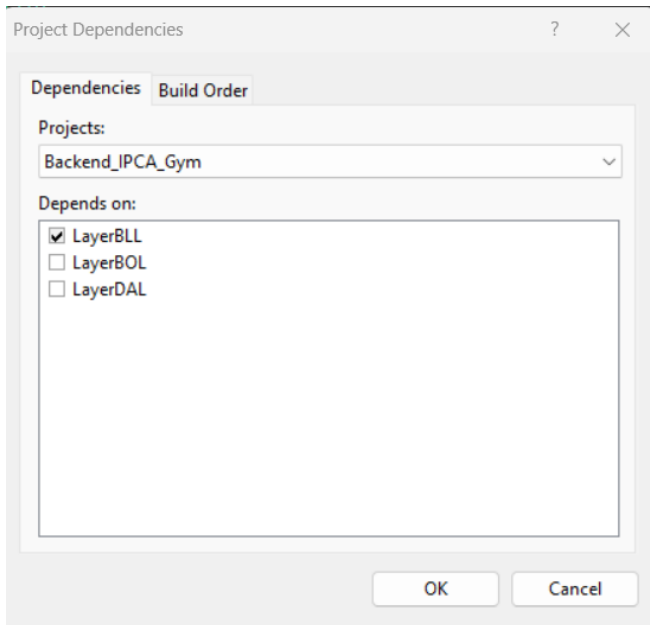 Project Dependencies ?
Dependencies Build Order
Projects:
Backend_IPCA_Gym
Depends on:
LayerBLL
LayerBOL
LayerDAL
OK Cancel